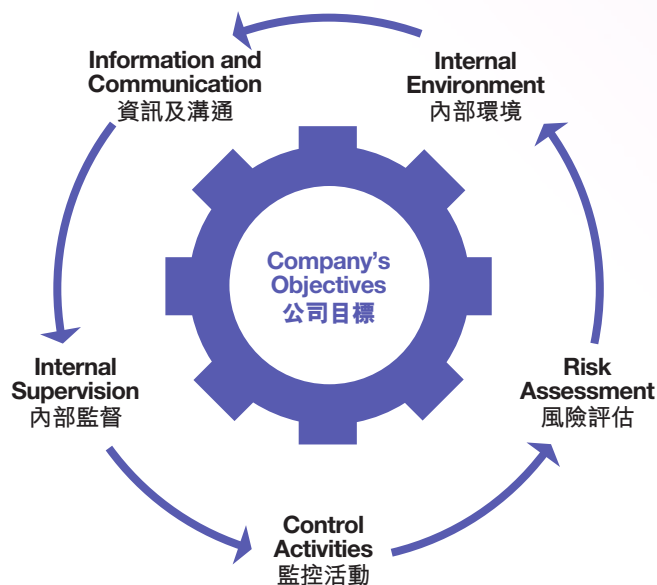 Information and
Communication
資訊及溝通
Internal
Environment
內部環境
Company's
Objectives
公司目標
Internal
Supervision
內部監督
Risk
Assessment
風險評估
Control
Activities
監控活動